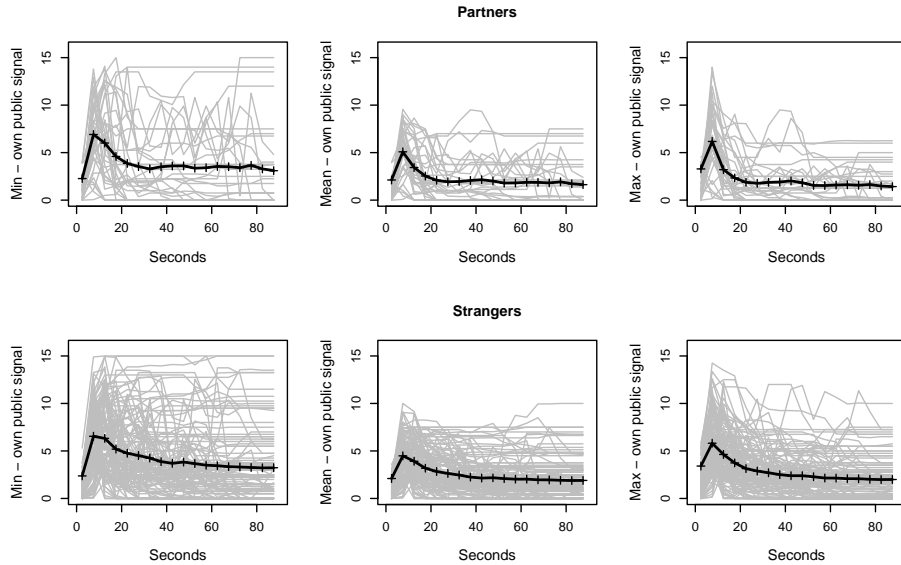 Partners
Min − own public signal
0 5 10 15
0 20 40 60 80
Seconds
Mean − own public signal
0 5 10 15
0 20 40 60 80
Seconds
Max − own public signal
0 5 10 15
0 20 40 60 80
Seconds
Strangers
Min − own public signal
0 5 10 15
0 20 40 60 80
Seconds
Mean − own public signal
0 5 10 15
0 20 40 60 80
Seconds
Max − own public signal
0 5 10 15
0 20 40 60 80
Seconds